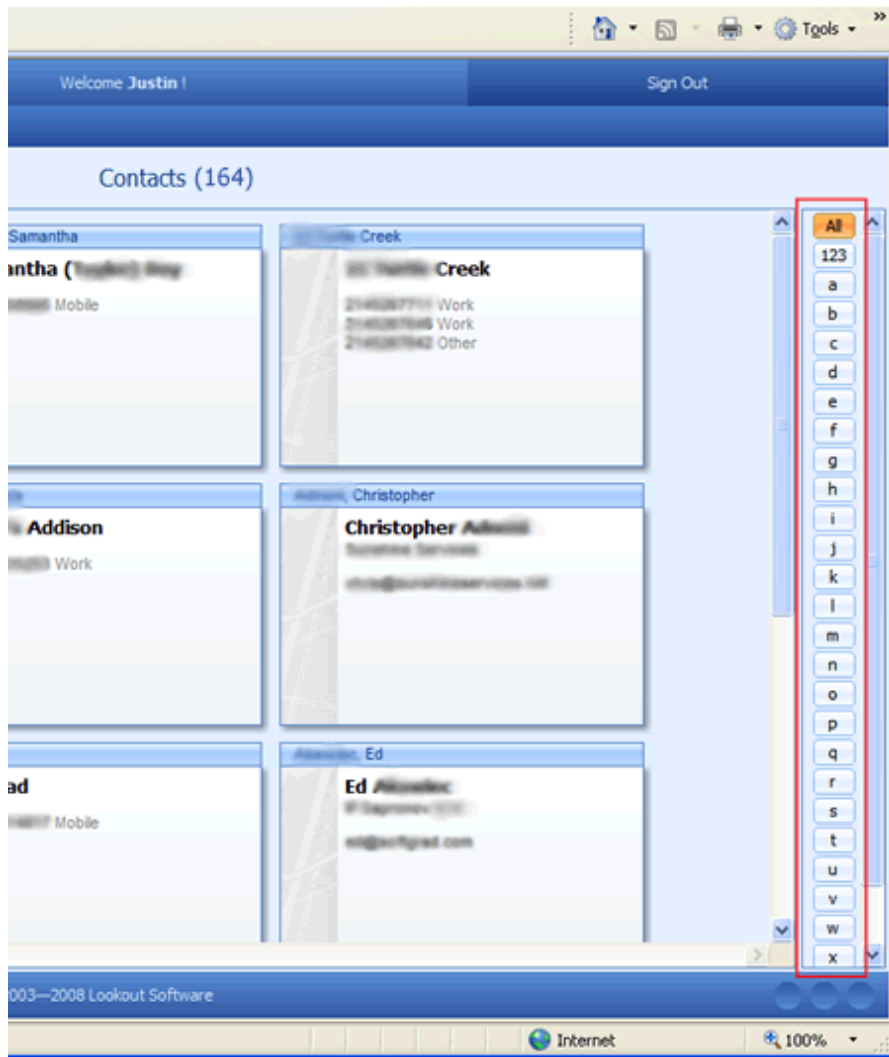 Tools
Welcome Justin !
Sign Out
Contacts (164)
Samantha
antha (
Mobile
Creek
Creek
Work
Work
Other
Addison
Work
, Christopher
Christopher
ad
Mobile
, Ed
Ed
All
123
a
b
c
d
e
f
g
h
i
j
k
l
m
n
o
p
q
r
s
t
u
v
w
x
003—2008 Lookout Software
Internet
100%